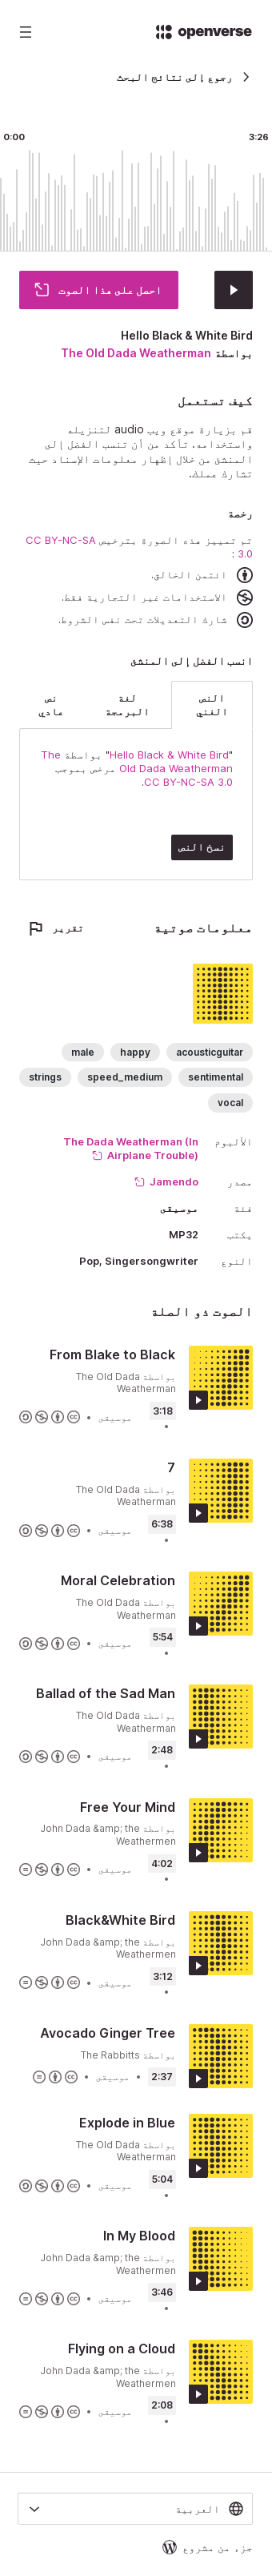 openverse
رجوع إلى نتائج البحث
0:00
3:26
احصل على هذا الصوت
Hello Black & White Bird
بواسطة The Old Dada Weatherman
كيف تستعمل
قم بزيارة موقع ويب audio لتنزيله
واستخدامه. تأكد من أن تنسب الفضل إلى
المنشئ من خلال إظهار معلومات الإسناد حيث
تشارك عملك.
رخصة
تم تمييز هذه الصورة بترخيص CC BY-NC-SA
3.0 :
ائتمن الخالق.
الاستخدامات غير التجارية فقط.
شارك التعديلات تحت نفس الشروط.
انسب الفضل إلى المنشئ
النص
الغني
لغة
البرمجة
نص
عادي
"Hello Black & White Bird" بواسطة The
Old Dada Weatherman مرخص بموجب
CC BY-NC-SA 3.0.
نسخ النص
معلومات صوتية
تقرير
acousticguitar
happy
male
sentimental
speed_medium
strings
vocal
الألبوم
The Dada Weatherman (In
Airplane Trouble)
مصدر
Jamendo
فئة
موسيقى
يكتب
MP32
النوع
Pop, Singersongwriter
الصوت ذو الصلة
From Blake to Black
بواسطة The Old Dada
Weatherman
3:18 • موسيقى •
7
بواسطة The Old Dada
Weatherman
6:38 • موسيقى •
Moral Celebration
بواسطة The Old Dada
Weatherman
5:54 • موسيقى •
Ballad of the Sad Man
بواسطة The Old Dada
Weatherman
2:48 • موسيقى •
Free Your Mind
بواسطة John Dada &amp; the
Weathermen
4:02 • موسيقى •
Black&White Bird
بواسطة John Dada &amp; the
Weathermen
3:12 • موسيقى •
Avocado Ginger Tree
بواسطة The Rabbitts
2:37 • موسيقى •
Explode in Blue
بواسطة The Old Dada
Weatherman
5:04 • موسيقى •
In My Blood
بواسطة John Dada &amp; the
Weathermen
3:46 • موسيقى •
Flying on a Cloud
بواسطة John Dada &amp; the
Weathermen
2:08 • موسيقى •
العربية
جزء من مشروع